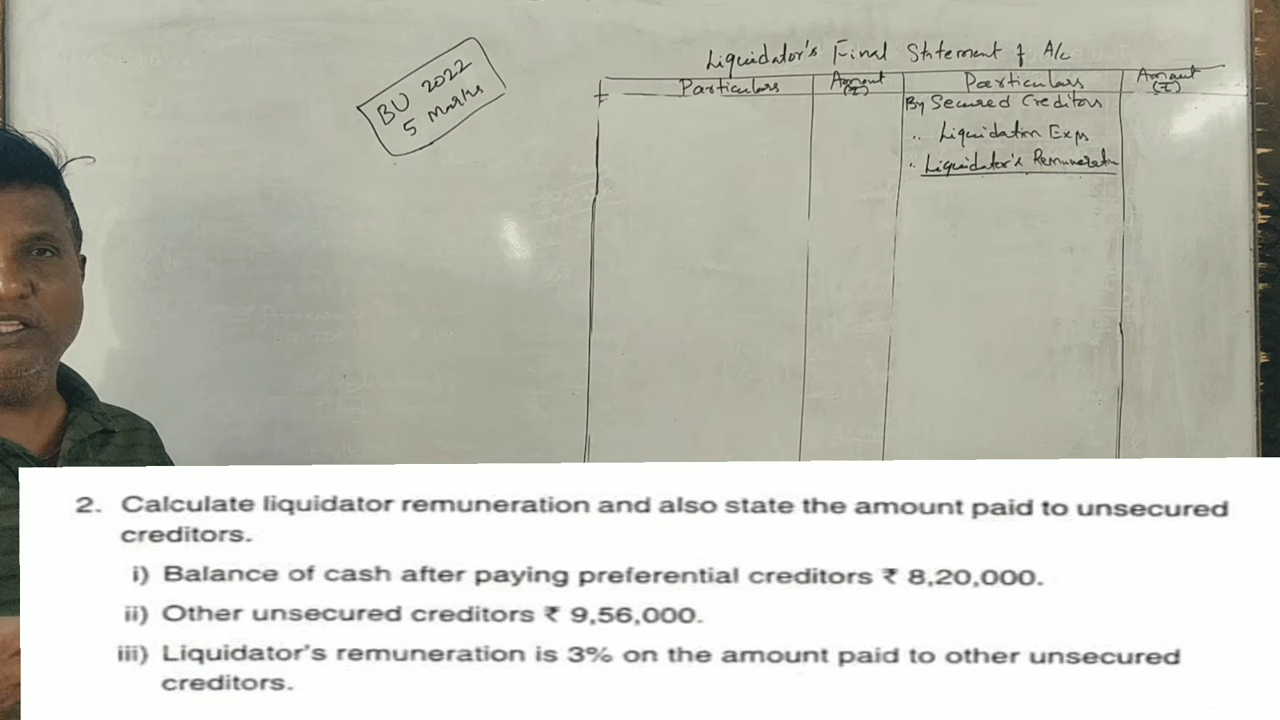 BU 2022
5 Marks
Liquidator's Final Statement of A/c
Particulars Amount (₹) Particulars Amount (₹)
By Secured Creditors
" Liquidation Exps
" Liquidator's Remuneratn
2. Calculate liquidator remuneration and also state the amount paid to unsecured
creditors.
i) Balance of cash after paying preferential creditors ₹ 8,20,000.
ii) Other unsecured creditors ₹ 9,56,000.
iii) Liquidator's remuneration is 3% on the amount paid to other unsecured
creditors.